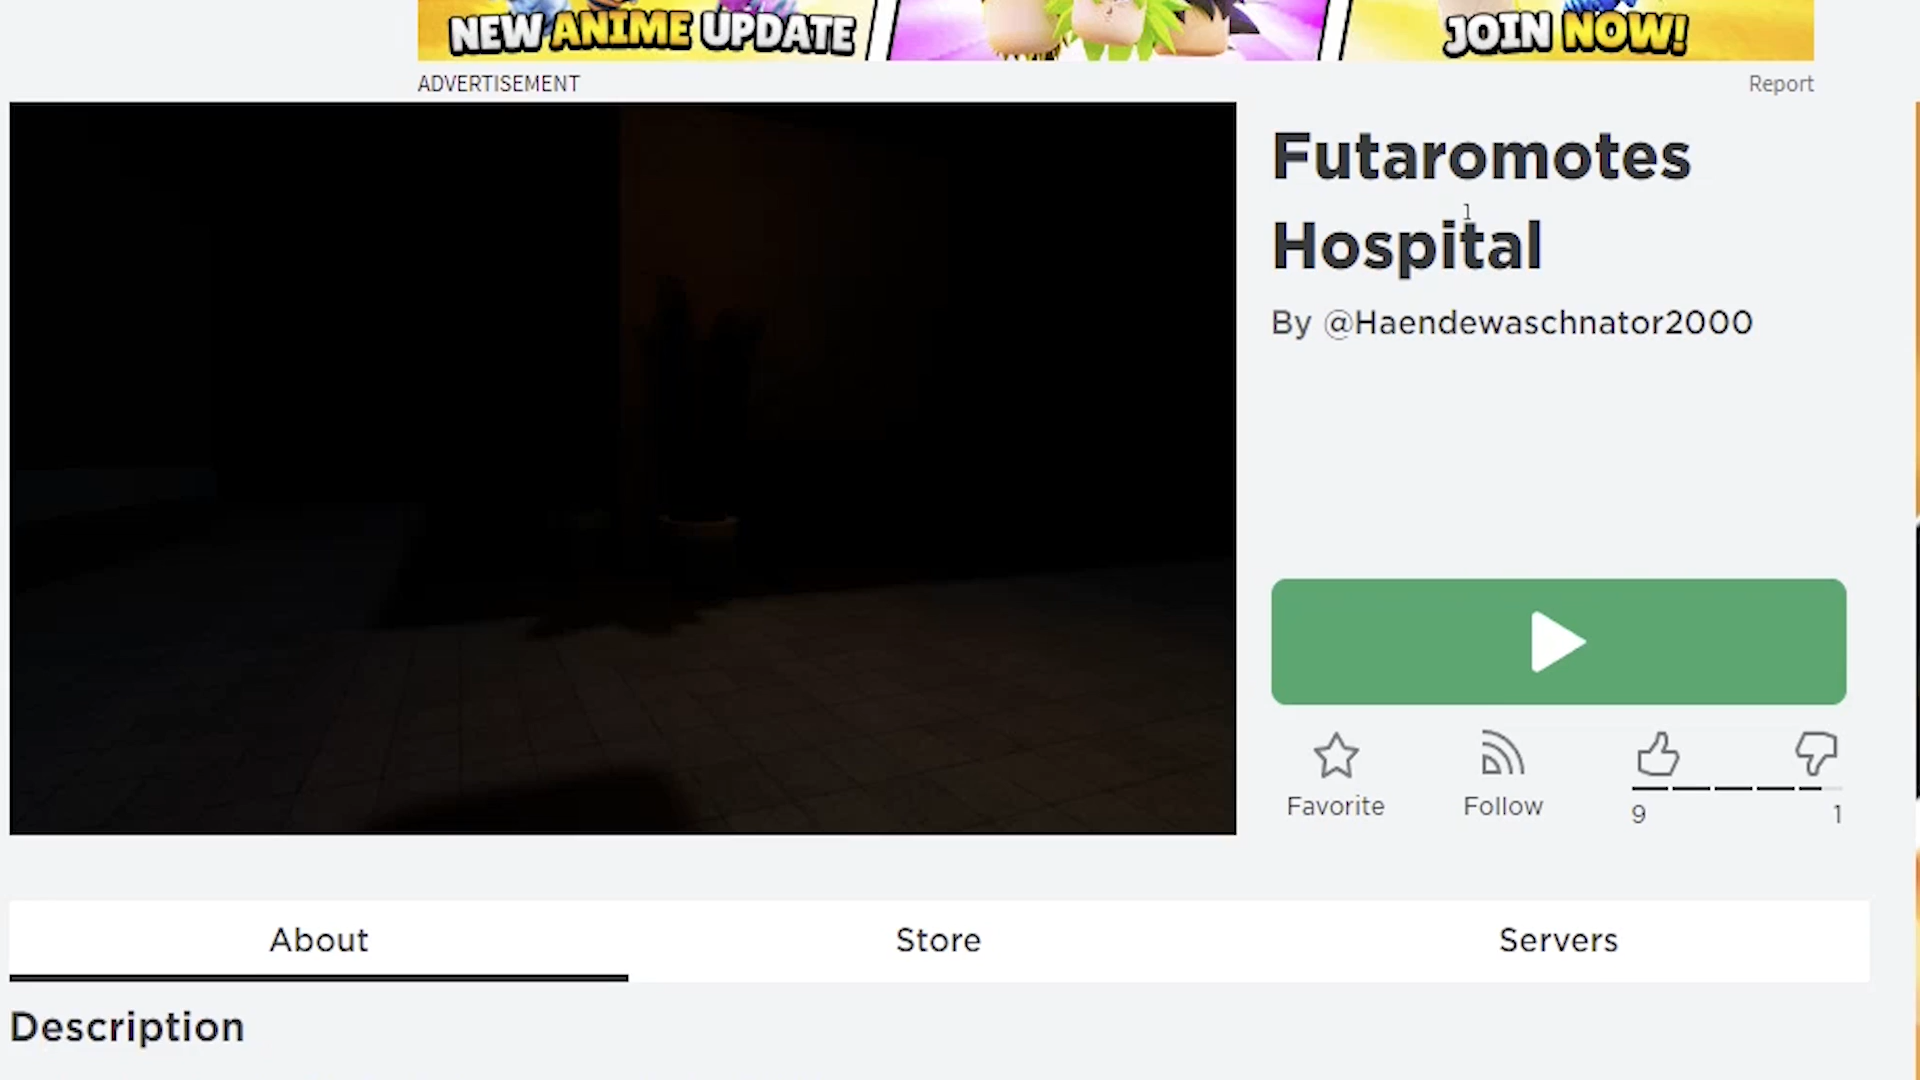 NEW ANIME UPDATE
JOIN NOW!
ADVERTISEMENT
Report
Futaromotes
Hospital
By @Haendewaschnator2000
Favorite
Follow
9
1
About
Store
Servers
Description